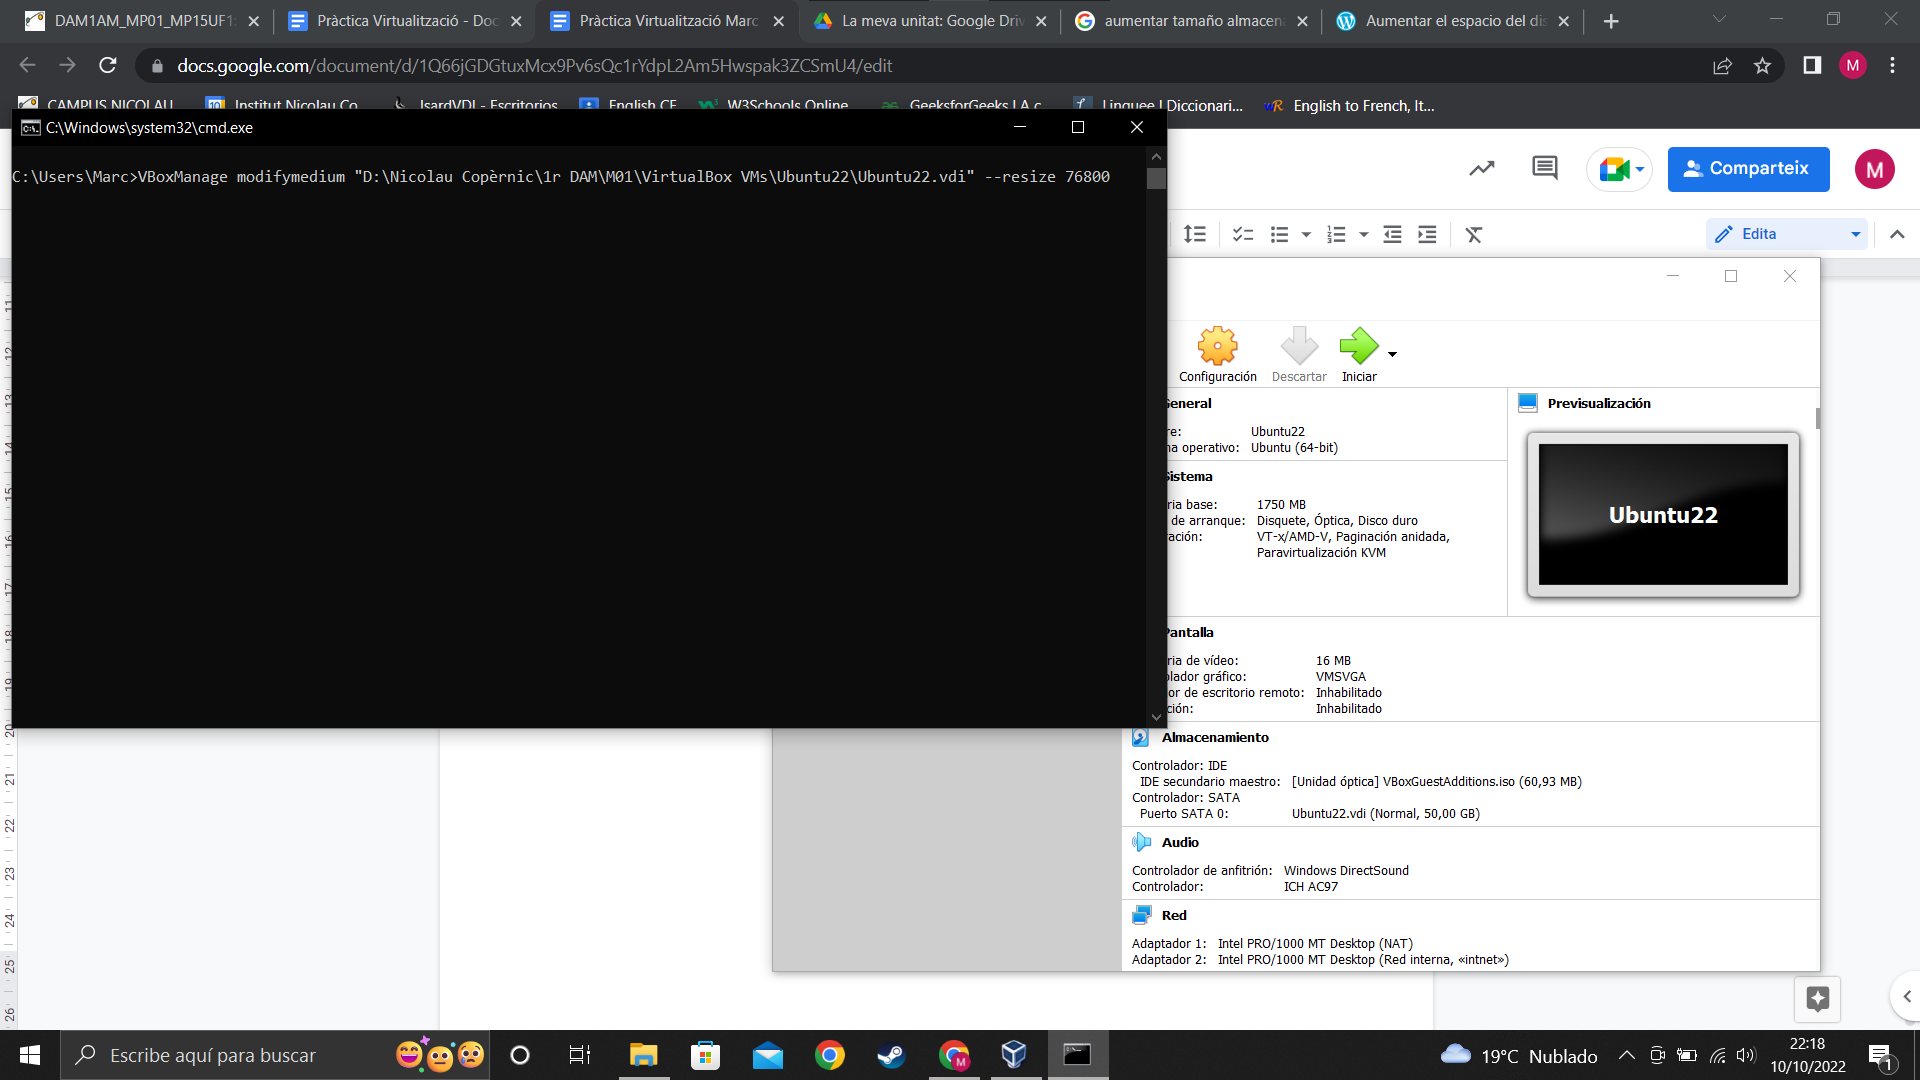 DAM1AM_MP01_MP15UF1:
Pràctica Virtualització - Doc
Pràctica Virtualització Marc
La meva unitat: Google Driv
aumentar tamaño almacena
Aumentar el espacio del dis
docs.google.com/document/d/1Q66jGDGtuxMcx9Pv6sQc1rYdpL2Am5Hwspak3ZCSmU4/edit
M
CAMPUS NICOLAU
Institut Nicolau Co
IsardVDI - Escritorios
English CF
W3Schools Online
GeeksforGeeks | A c
Linguee | Diccionari...
English to French, It...
C:\Windows\system32\cmd.exe
C:\Users\Marc>VBoxManage modifymedium "D:\Nicolau Copèrnic\1r DAM\M01\VirtualBox VMs\Ubuntu22\Ubuntu22.vdi" --resize 76800
Comparteix
M
Edita
Configuración
Descartar
Iniciar
General
re: Ubuntu22
na operativo: Ubuntu (64-bit)
Previsualización
Ubuntu22
Sistema
ria base: 1750 MB
de arranque: Disquete, Óptica, Disco duro
ración: VT-x/AMD-V, Paginación anidada,
Paravirtualización KVM
Pantalla
ria de vídeo: 16 MB
olador gráfico: VMSVGA
or de escritorio remoto: Inhabilitado
ción: Inhabilitado
Almacenamiento
Controlador: IDE
IDE secundario maestro: [Unidad óptica] VBoxGuestAdditions.iso (60,93 MB)
Controlador: SATA
Puerto SATA 0: Ubuntu22.vdi (Normal, 50,00 GB)
Audio
Controlador de anfitrión: Windows DirectSound
Controlador: ICH AC97
Red
Adaptador 1: Intel PRO/1000 MT Desktop (NAT)
Adaptador 2: Intel PRO/1000 MT Desktop (Red interna, «intnet»)
11
12
13
14
15
16
17
18
19
20
21
22
23
24
25
26
Escribe aquí para buscar
19°C Nublado
22:18
10/10/2022
1